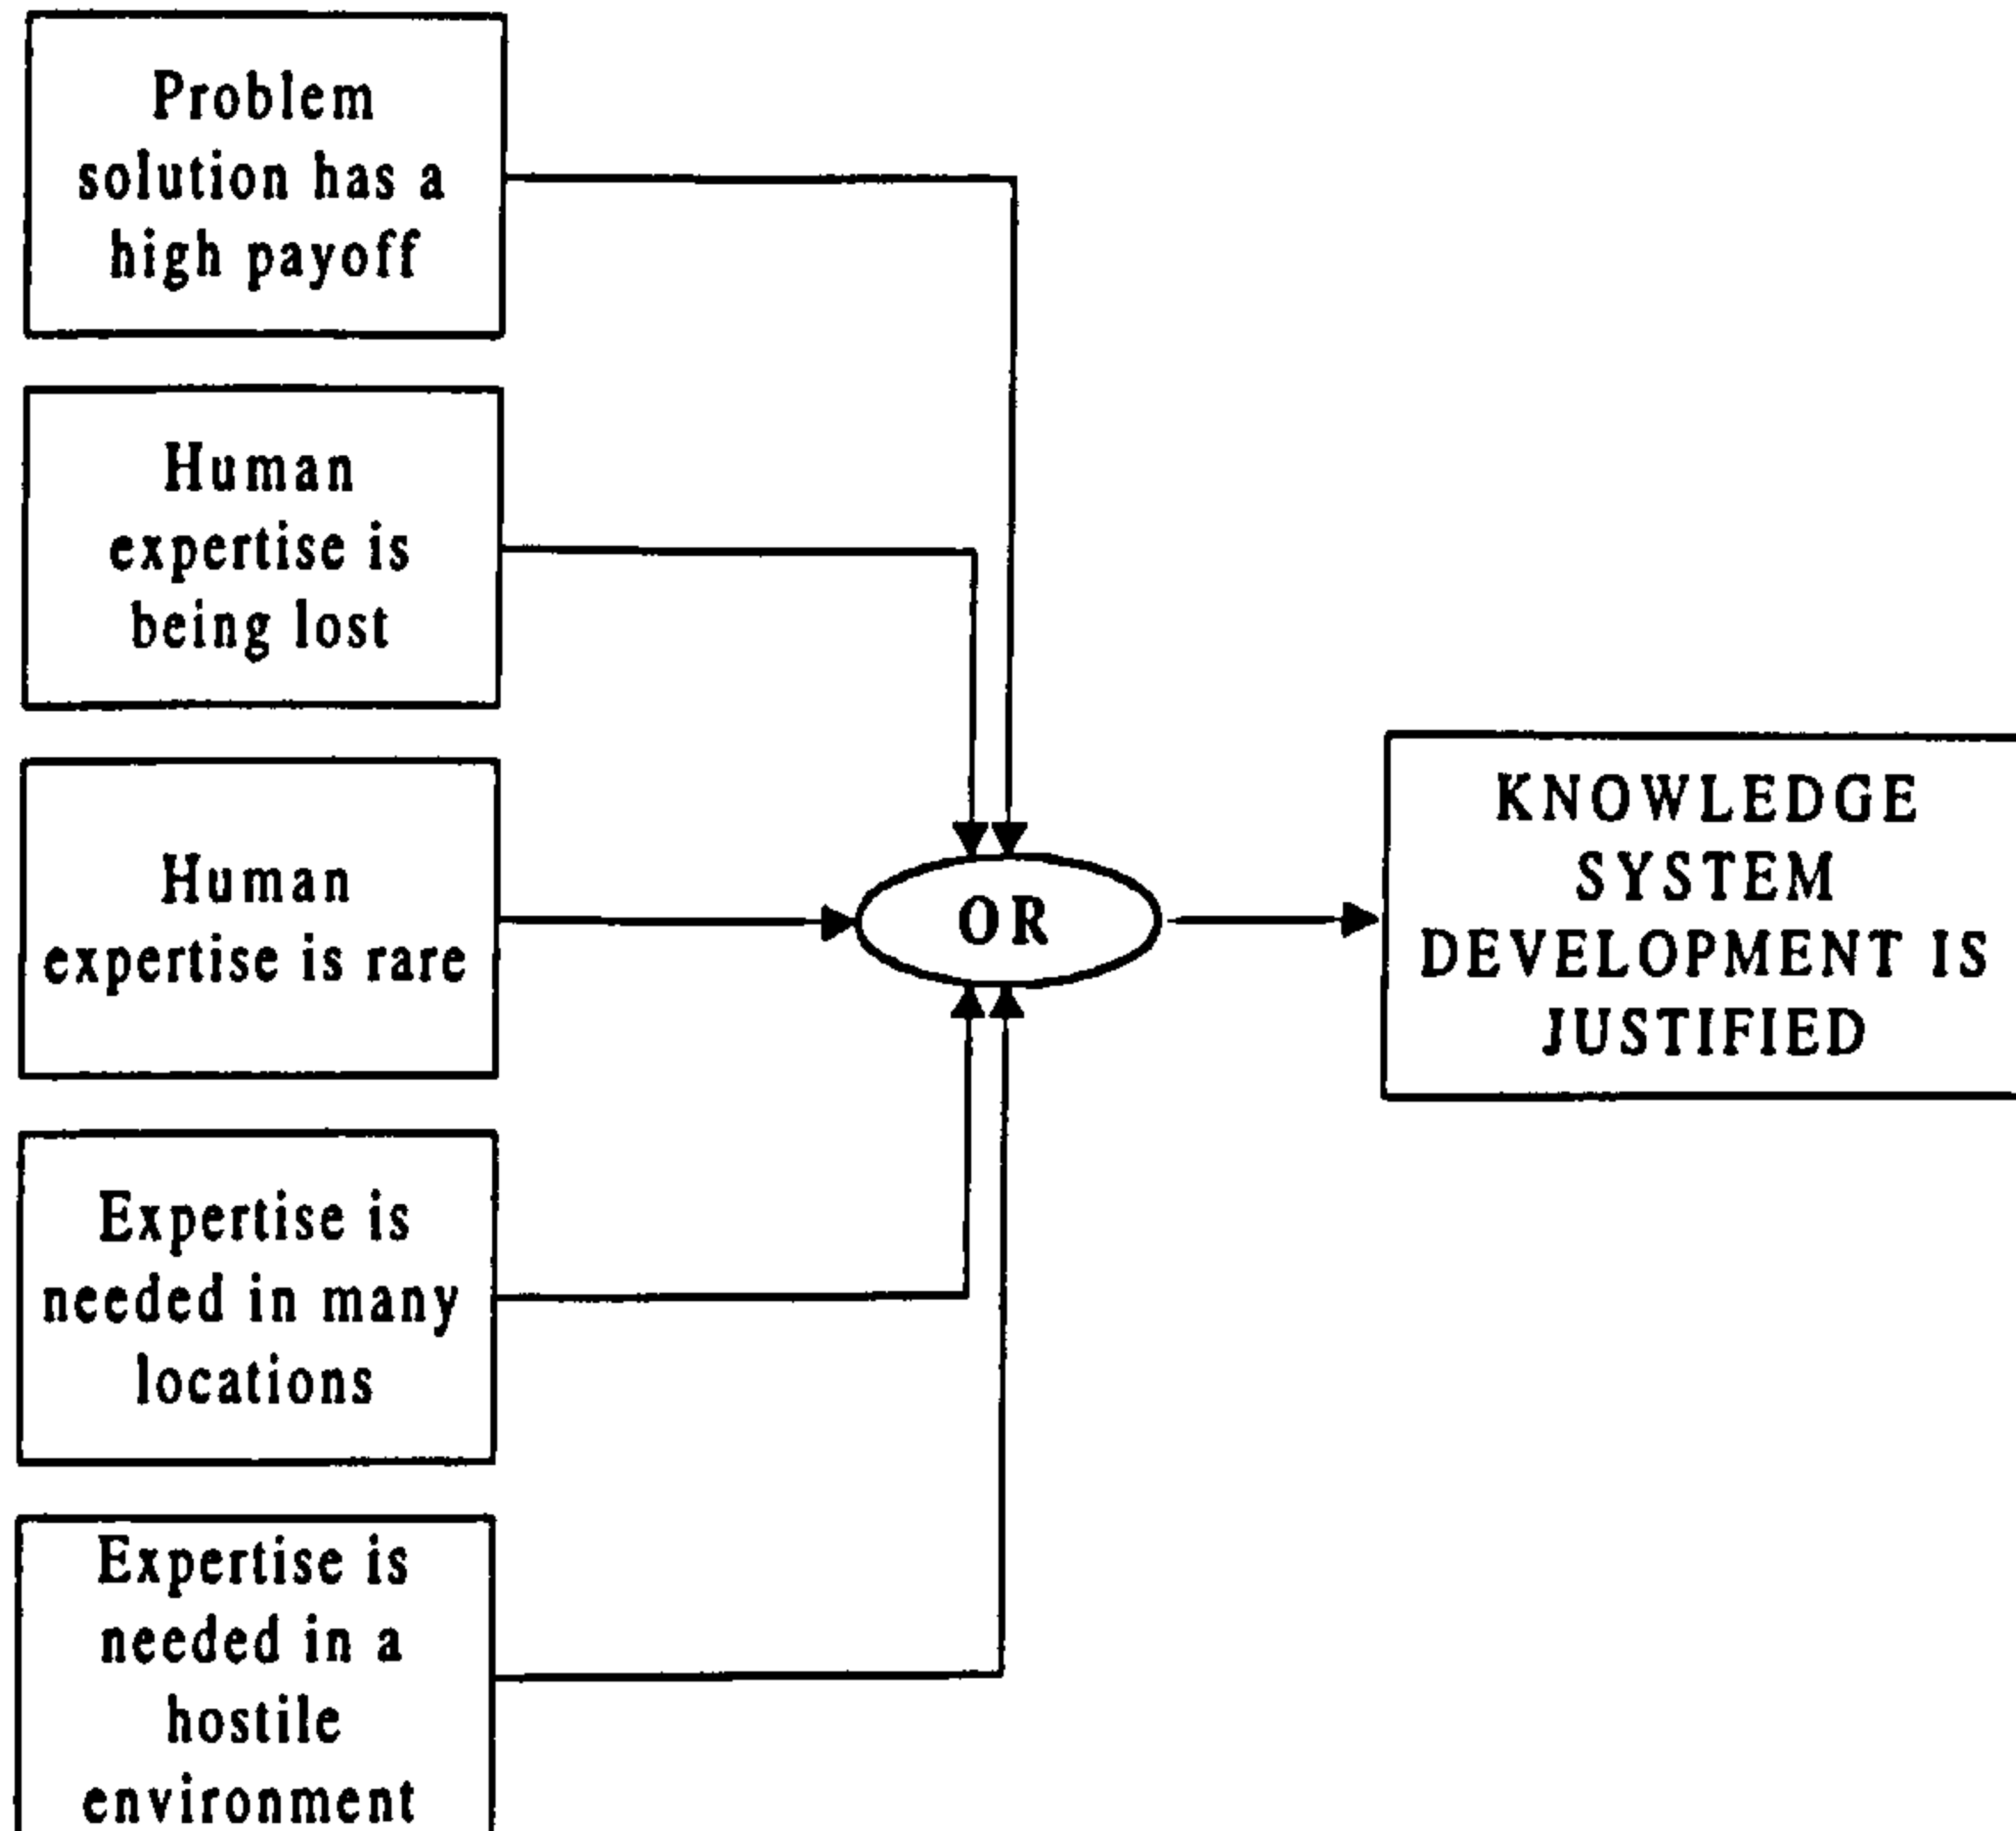 Problem
solution has a
high payoff
Human
expertise is
being lost
Human
expertise is rare
OR
KNOWLEDGE
SYSTEM
DEVELOPMENT IS
JUSTIFIED
Expertise is
needed in many
locations
Expertise is
needed in a
hostile
environment